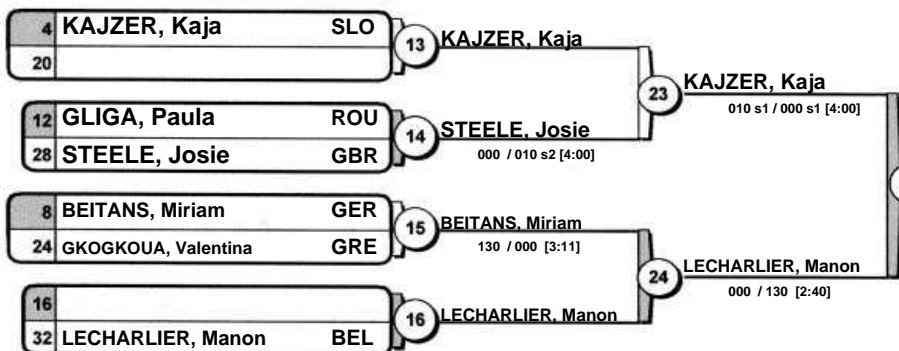 4 KAJZER, Kaja SLO
20
13 KAJZER, Kaja
12 GLIGA, Paula ROU
28 STEELE, Josie GBR
14 STEELE, Josie
000 / 010 s2 [4:00]
23 KAJZER, Kaja
010 s1 / 000 s1 [4:00]
8 BEITANS, Miriam GER
24 GKOGKOUA, Valentina GRE
15 BEITANS, Miriam
130 / 000 [3:11]
16
32 LECHARLIER, Manon BEL
16 LECHARLIER, Manon
24 LECHARLIER, Manon
000 / 130 [2:40]